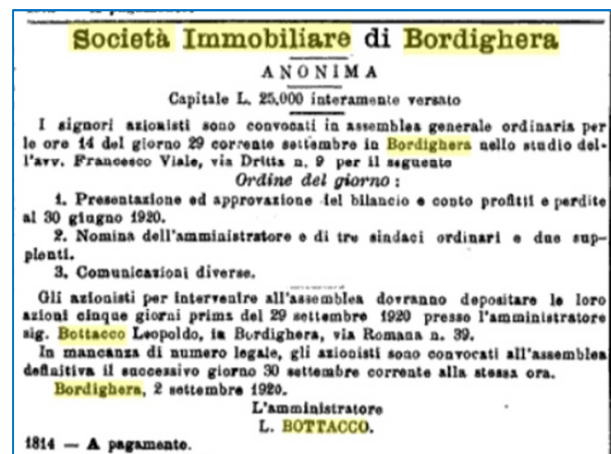 Società Immobiliare di Bordighera
ANONIMA
Capitale L. 25.000 interamente versato
I signori azionisti sono convocati in assemblea generale ordinaria per
le ore 14 del giorno 29 corrente settembre in Bordighera nello studio del-
l'avv. Francesco Viale, via Dritta n. 9 per il seguente
Ordine del giorno :
1. Presentazione ed approvazione del bilancio e conto profitti e perdite
al 30 giugno 1920.
2. Nomina dell'amministratore e di tre sindaci ordinari e due sup-
plenti.
3. Comunicazioni diverse.
Gli azionisti per intervenire all'assemblea dovranno depositare le loro
azioni cinque giorni prima del 29 settembre 1920 presso l'amministratore
sig. Bottacco Leopoldo, in Bordighera, via Romana n. 39.
In mancanza di numero legale, gli azionisti sono convocati all'assemblea
definitiva il successivo giorno 30 settembre corrente alla stessa ora.
Bordighera, 2 settembre 1920.
L'amministratore
L. BOTTACCO.
1814 — A pagamento.